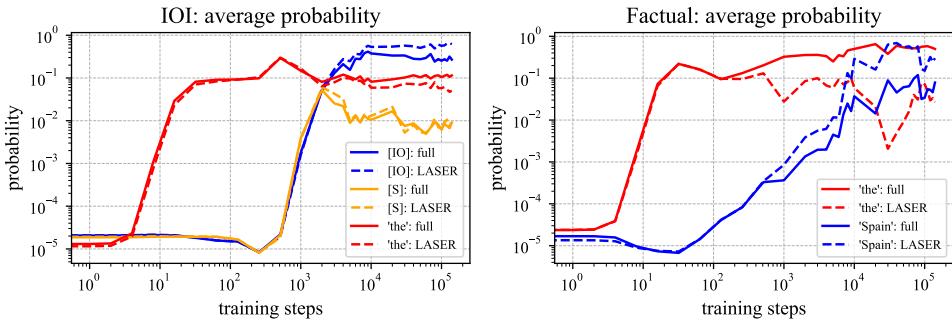 IOI: average probability
probability
10^0
10^-1
10^-2
10^-3
10^-4
10^-5
[IO]: full
[IO]: LASER
[S]: full
[S]: LASER
'the': full
'the': LASER
10^0
10^1
10^2
10^3
10^4
10^5
training steps
Factual: average probability
probability
10^0
10^-1
10^-2
10^-3
10^-4
10^-5
'the': full
'the': LASER
'Spain': full
'Spain': LASER
10^0
10^1
10^2
10^3
10^4
10^5
training steps